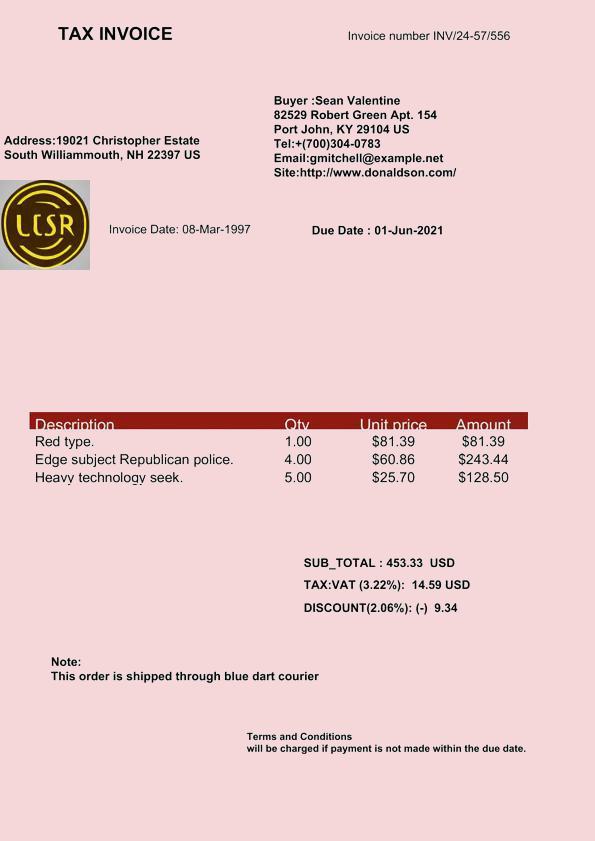 TAX INVOICE
Invoice number INV/24-57/556
Buyer :Sean Valentine
82529 Robert Green Apt. 154
Port John, KY 29104 US
Tel:+(700)304-0783
Email:gmitchell@example.net
Site:http://www.donaldson.com/
Address:19021 Christopher Estate
South Williammouth, NH 22397 US
LCSR
Invoice Date: 08-Mar-1997
Due Date : 01-Jun-2021
Description Qty Unit price Amount
Red type. 1.00 $81.39 $81.39
Edge subject Republican police. 4.00 $60.86 $243.44
Heavy technology seek. 5.00 $25.70 $128.50
SUB_TOTAL : 453.33 USD
TAX:VAT (3.22%): 14.59 USD
DISCOUNT(2.06%): (-) 9.34
Note:
This order is shipped through blue dart courier
Terms and Conditions
will be charged if payment is not made within the due date.